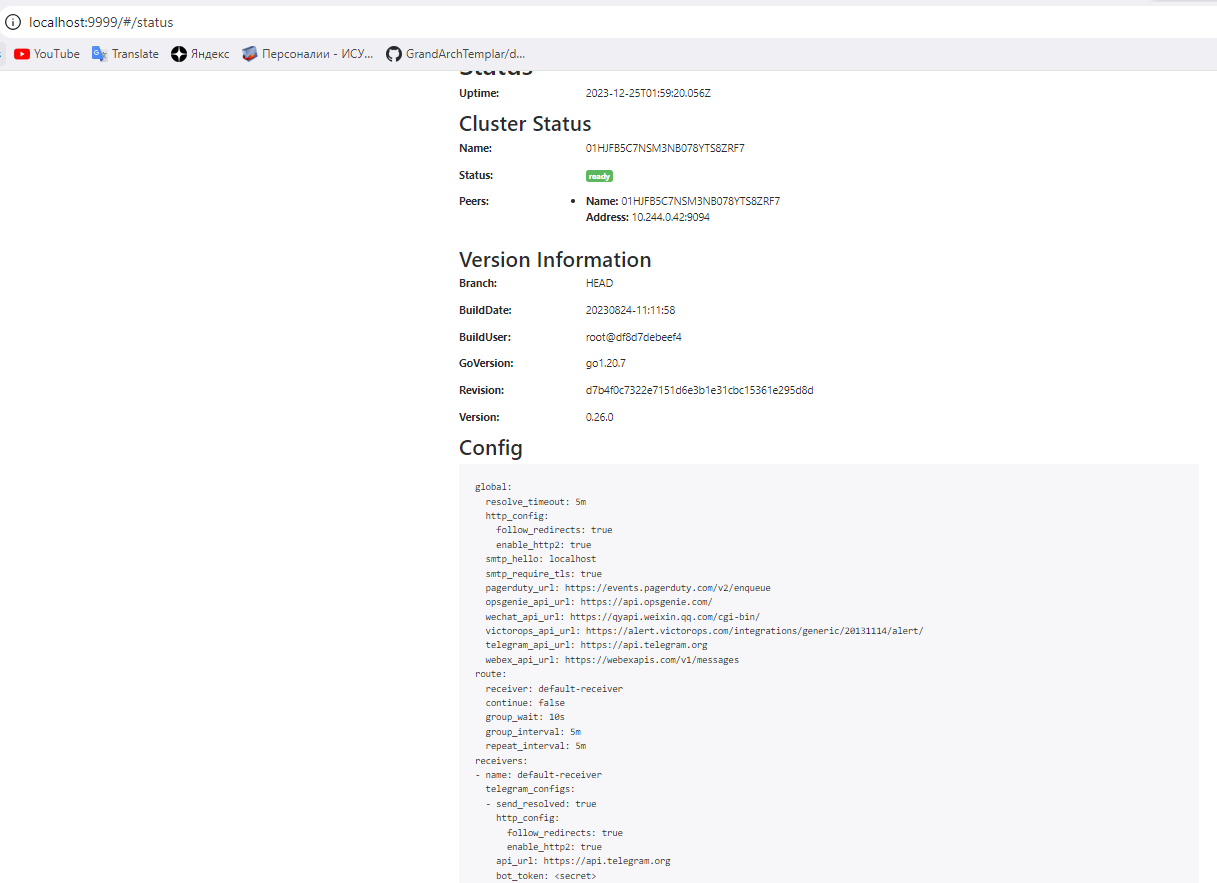 localhost:9999/#/status
YouTube Translate Яндекс Персоналии - ИСУ... GrandArchTemplar/d...
Status
Uptime: 2023-12-25T01:59:20.056Z
Cluster Status
Name: 01HJFB5C7NSM3NB078YTS8ZRF7
Status: ready
Peers: • Name: 01HJFB5C7NSM3NB078YTS8ZRF7
Address: 10.244.0.42:9094
Version Information
Branch: HEAD
BuildDate: 20230824-11:11:58
BuildUser: root@df8d7debeef4
GoVersion: go1.20.7
Revision: d7b4f0c7322e7151d6e3b1e31cbc15361e295d8d
Version: 0.26.0
Config
global:
  resolve_timeout: 5m
  http_config:
    follow_redirects: true
    enable_http2: true
  smtp_hello: localhost
  smtp_require_tls: true
  pagerduty_url: https://events.pagerduty.com/v2/enqueue
  opsgenie_api_url: https://api.opsgenie.com/
  wechat_api_url: https://qyapi.weixin.qq.com/cgi-bin/
  victorops_api_url: https://alert.victorops.com/integrations/generic/20131114/alert/
  telegram_api_url: https://api.telegram.org
  webex_api_url: https://webexapis.com/v1/messages
route:
  receiver: default-receiver
  continue: false
  group_wait: 10s
  group_interval: 5m
  repeat_interval: 5m
receivers:
- name: default-receiver
  telegram_configs:
  - send_resolved: true
    http_config:
      follow_redirects: true
      enable_http2: true
    api_url: https://api.telegram.org
    bot_token: <secret>